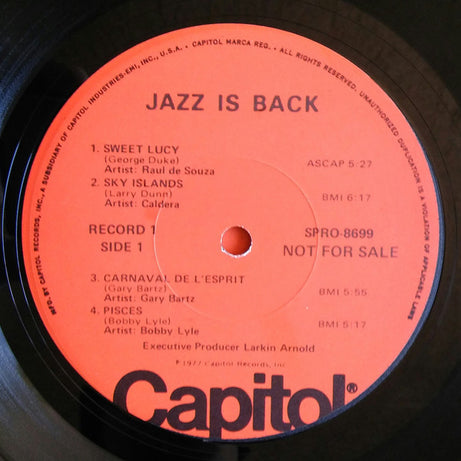 MFG. BY CAPITOL RECORDS, INC., A SUBSIDIARY OF CAPITOL INDUSTRIES-EMI, INC., U.S.A. • CAPITOL MARCA REG. • ALL RIGHTS RESERVED. UNAUTHORIZED DUPLICATION IS A VIOLATION OF APPLICABLE LAWS
JAZZ IS BACK
1. SWEET LUCY
(George Duke)
Artist: Raul de Souza
ASCAP 5:27
2. SKY ISLANDS
(Larry Dunn)
Artist: Caldera
BMI 6:17
RECORD 1
SIDE 1
SPRO-8699
NOT FOR SALE
3. CARNAVAL DE L'ESPRIT
(Gary Bartz)
Artist: Gary Bartz
BMI 5:55
4. PISCES
(Bobby Lyle)
Artist: Bobby Lyle
BMI 5:17
Executive Producer Larkin Arnold
℗ 1977 Capitol Records, Inc.
Capitol®